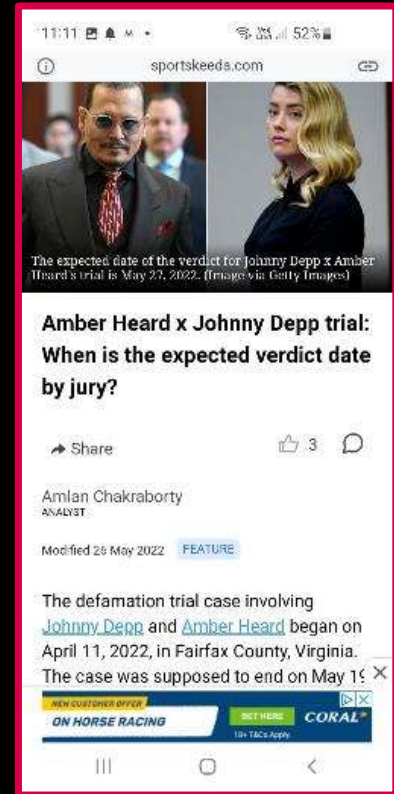 11:11
52%
sportskeeda.com
The expected date of the verdict for Johnny Depp x Amber
Heard's trial is May 27, 2022. (Image via Getty Images)
Amber Heard x Johnny Depp trial:
When is the expected verdict date
by jury?
Share
3
Amlan Chakraborty
ANALYST
Modified 26 May 2022
FEATURE
The defamation trial case involving
Johnny Depp and Amber Heard began on
April 11, 2022, in Fairfax County, Virginia.
The case was supposed to end on May 19
NEW CUSTOMER OFFER
ON HORSE RACING
BET HERE
CORAL
18+ T&Cs Apply.